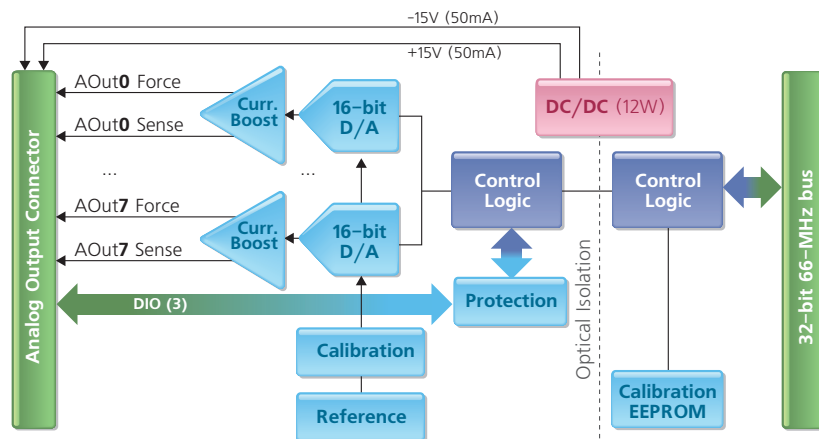 -15V (50mA)
+15V (50mA)
Analog Output Connector
AOut0 Force
AOut0 Sense
...
AOut7 Force
AOut7 Sense
Curr.
Boost
...
Curr.
Boost
16-bit
D/A
16-bit
D/A
DC/DC (12W)
Control
Logic
Control
Logic
32-bit 66-MHz bus
DIO (3)
Protection
Optical Isolation
Calibration
Reference
Calibration
EEPROM